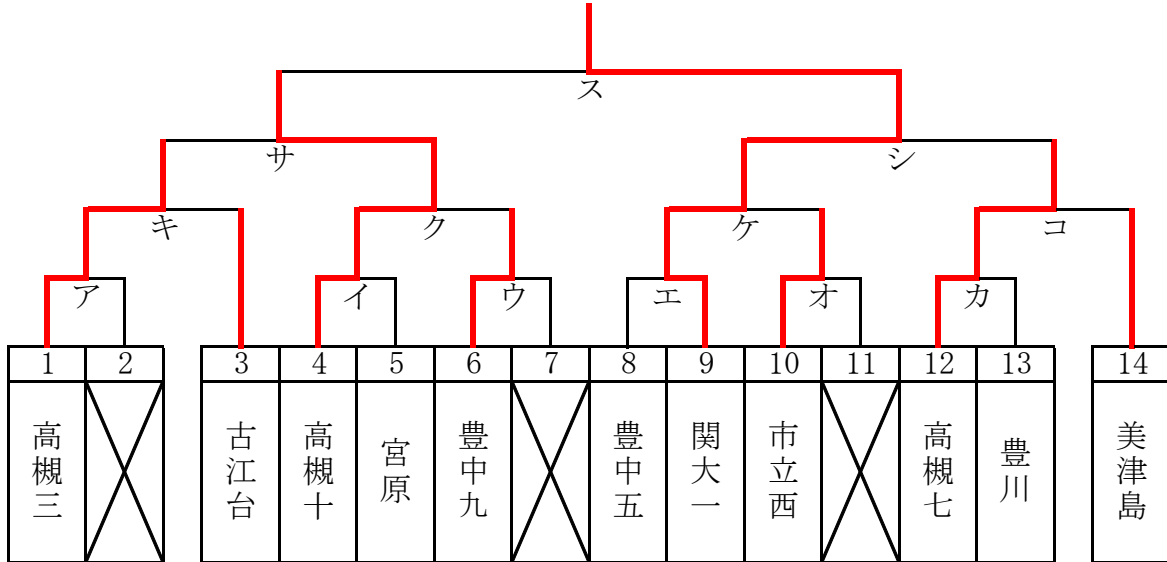 ス
サ
シ
キ
ク
ケ
コ
ア
イ
ウ
エ
オ
カ
1 2 3 4 5 6 7 8 9 10 11 12 13 14
高槻三
古江台
高槻十
宮原
豊中九
豊中五
関大一
市立西
高槻七
豊川
美津島